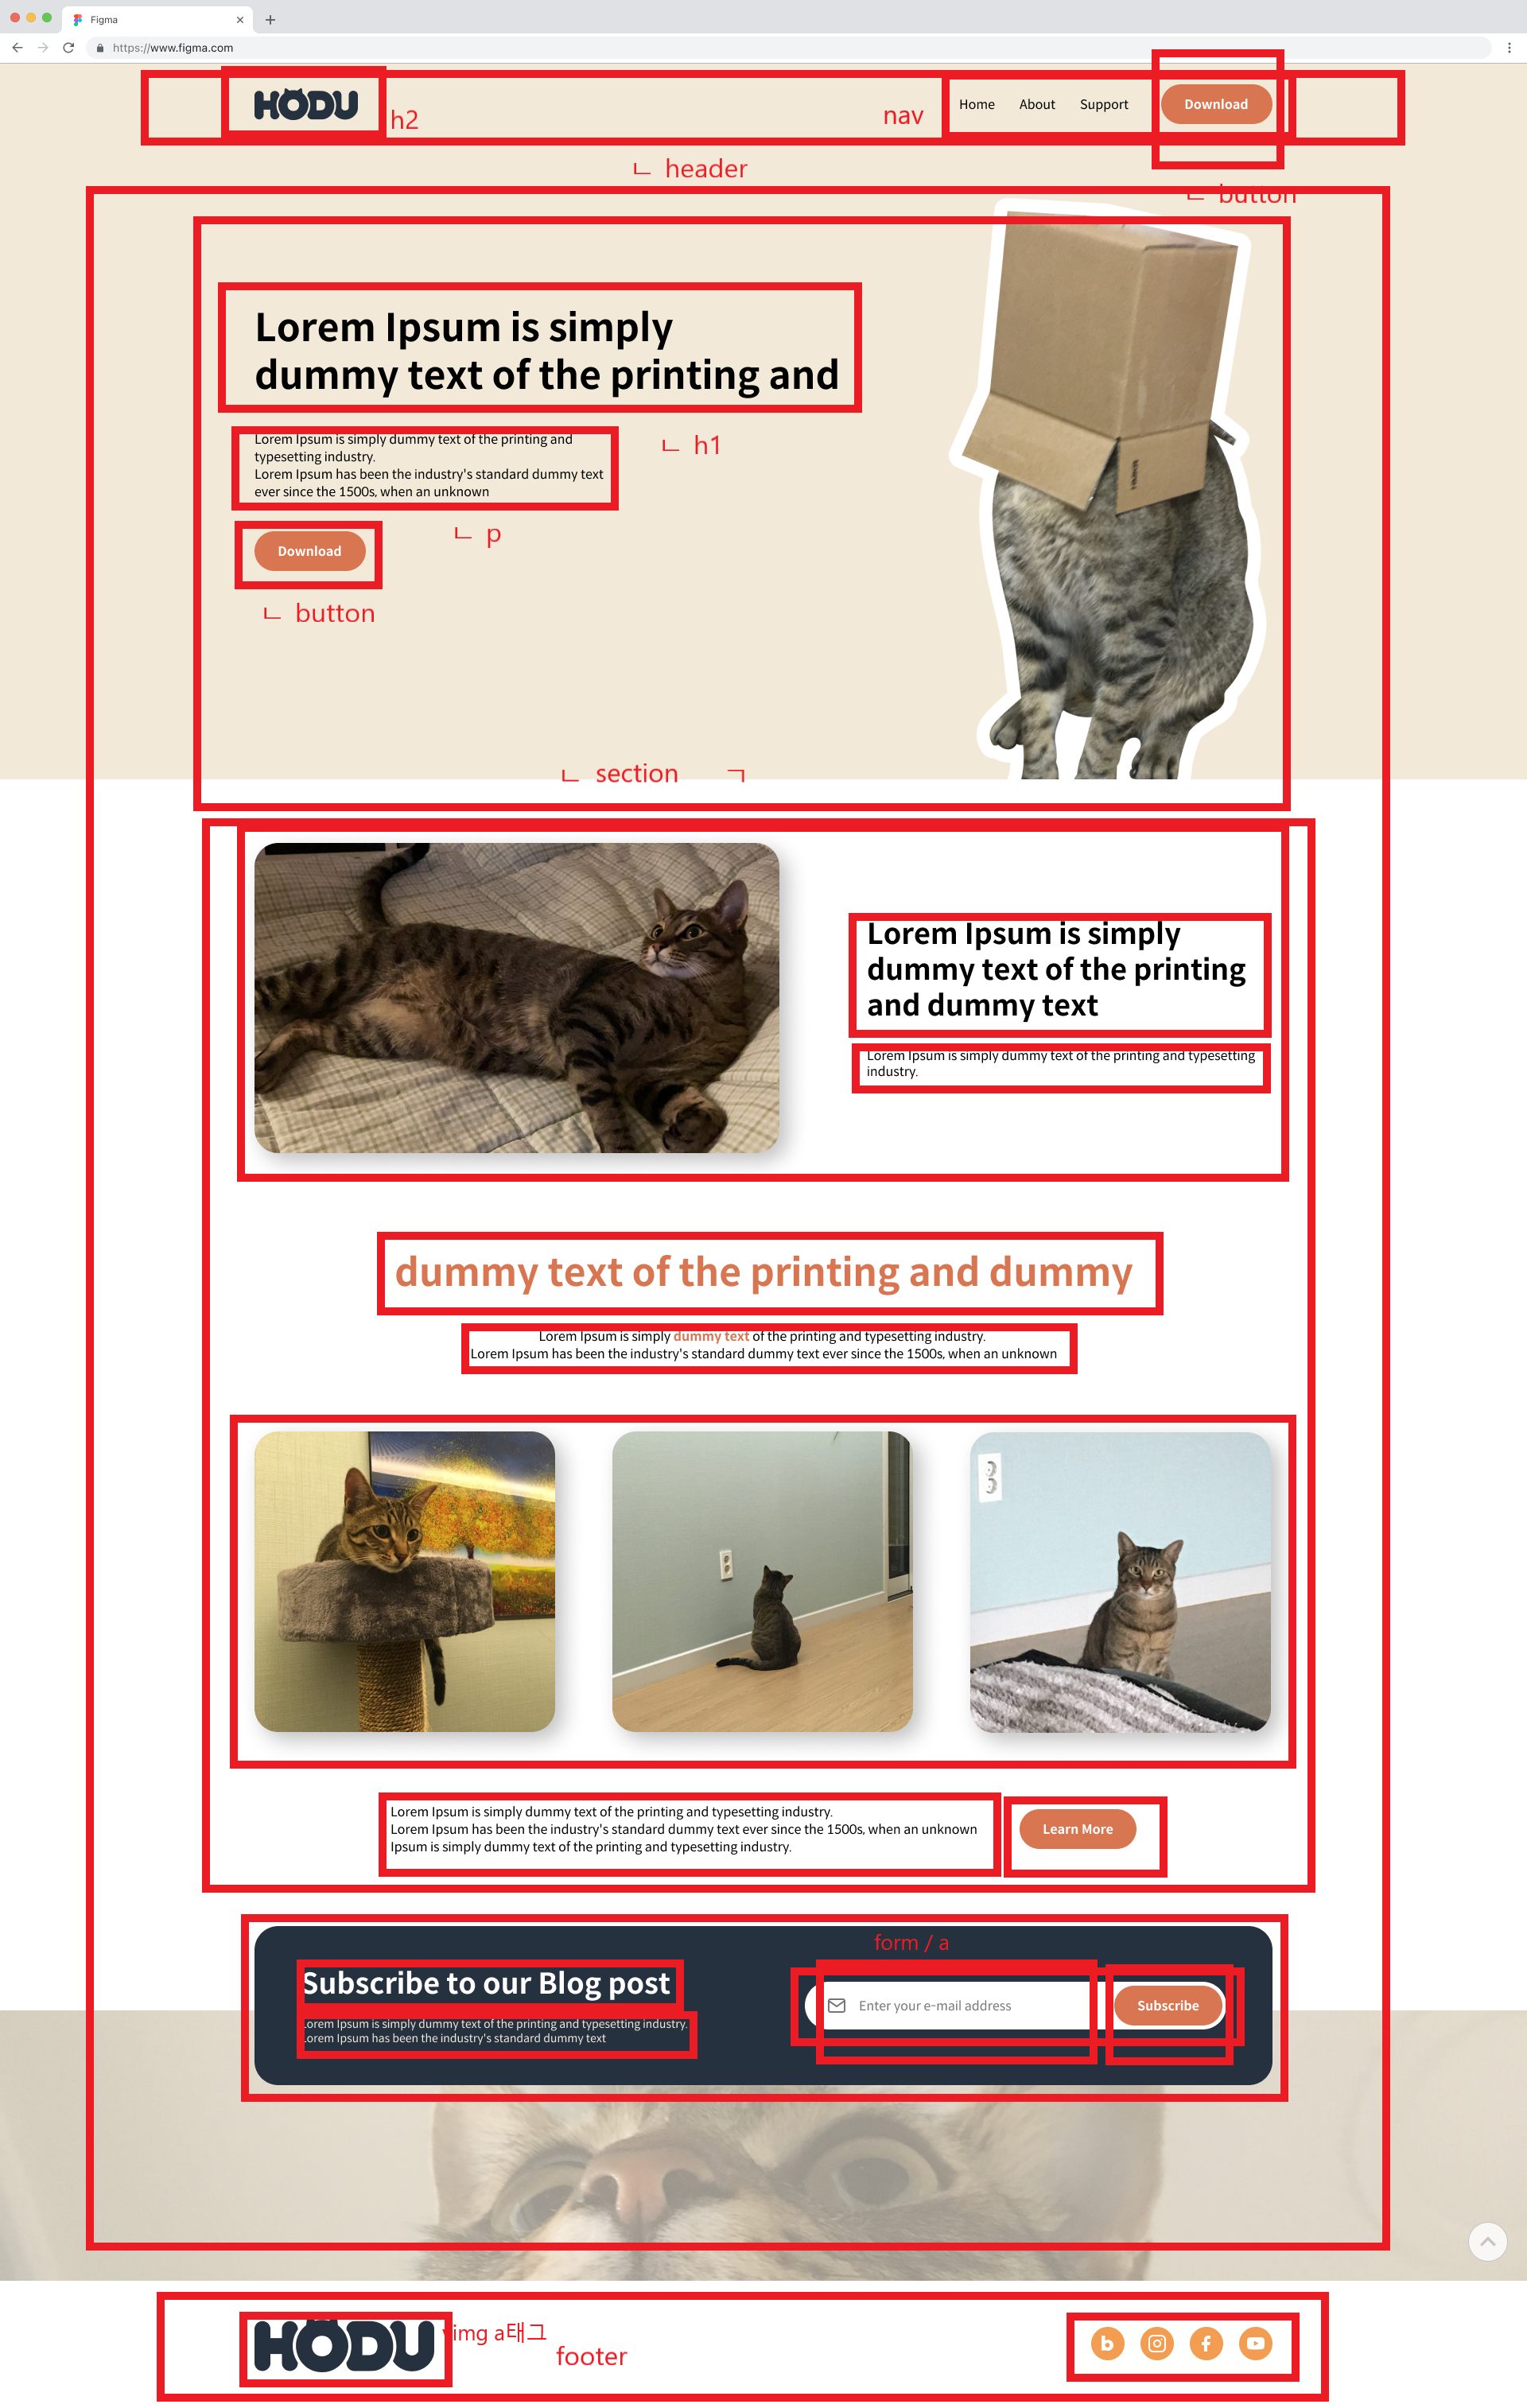 Figma
https://www.figma.com
HODU
h2
nav
Home
About
Support
Download
ㄴ header
ㄴ button
Lorem Ipsum is simply
dummy text of the printing and
ㄴ h1
Lorem Ipsum is simply dummy text of the printing and
typesetting industry.
Lorem Ipsum has been the industry's standard dummy text
ever since the 1500s, when an unknown
ㄴ p
Download
ㄴ button
ㄴ section ㄱ
Lorem Ipsum is simply
dummy text of the printing
and dummy text
Lorem Ipsum is simply dummy text of the printing and typesetting
industry.
dummy text of the printing and dummy
Lorem Ipsum is simply dummy text of the printing and typesetting industry.
Lorem Ipsum has been the industry's standard dummy text ever since the 1500s, when an unknown
Lorem Ipsum is simply dummy text of the printing and typesetting industry.
Lorem Ipsum has been the industry's standard dummy text ever since the 1500s, when an unknown
Ipsum is simply dummy text of the printing and typesetting industry.
Learn More
form / a
Subscribe to our Blog post
Lorem Ipsum is simply dummy text of the printing and typesetting industry.
Lorem Ipsum has been the industry's standard dummy text
Enter your e-mail address
Subscribe
HODU
img a태그
footer